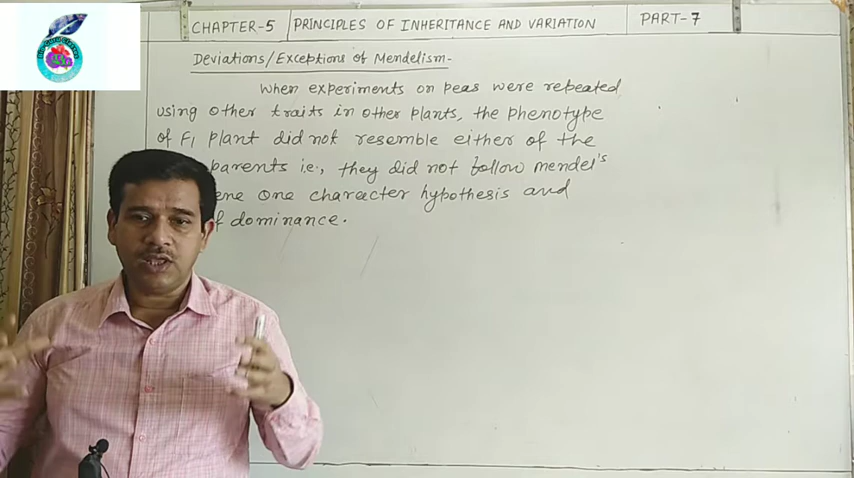 CHAPTER-5 PRINCIPLES OF INHERITANCE AND VARIATION PART-7
Deviations/Exceptions of Mendelism-
When experiments on peas were repeated
using other traits in other plants, the phenotype
of F1 plant did not resemble either of the
parents i.e., they did not follow mendel's
one character hypothesis and
dominance.